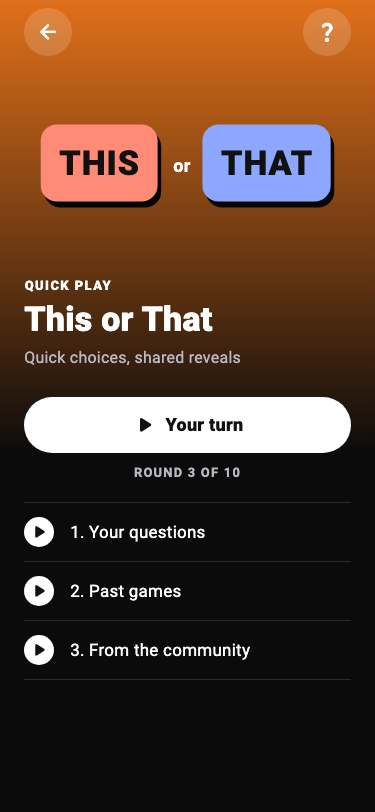 ?
THIS or THAT
QUICK PLAY
This or That
Quick choices, shared reveals
Your turn
ROUND 3 OF 10
1. Your questions
2. Past games
3. From the community